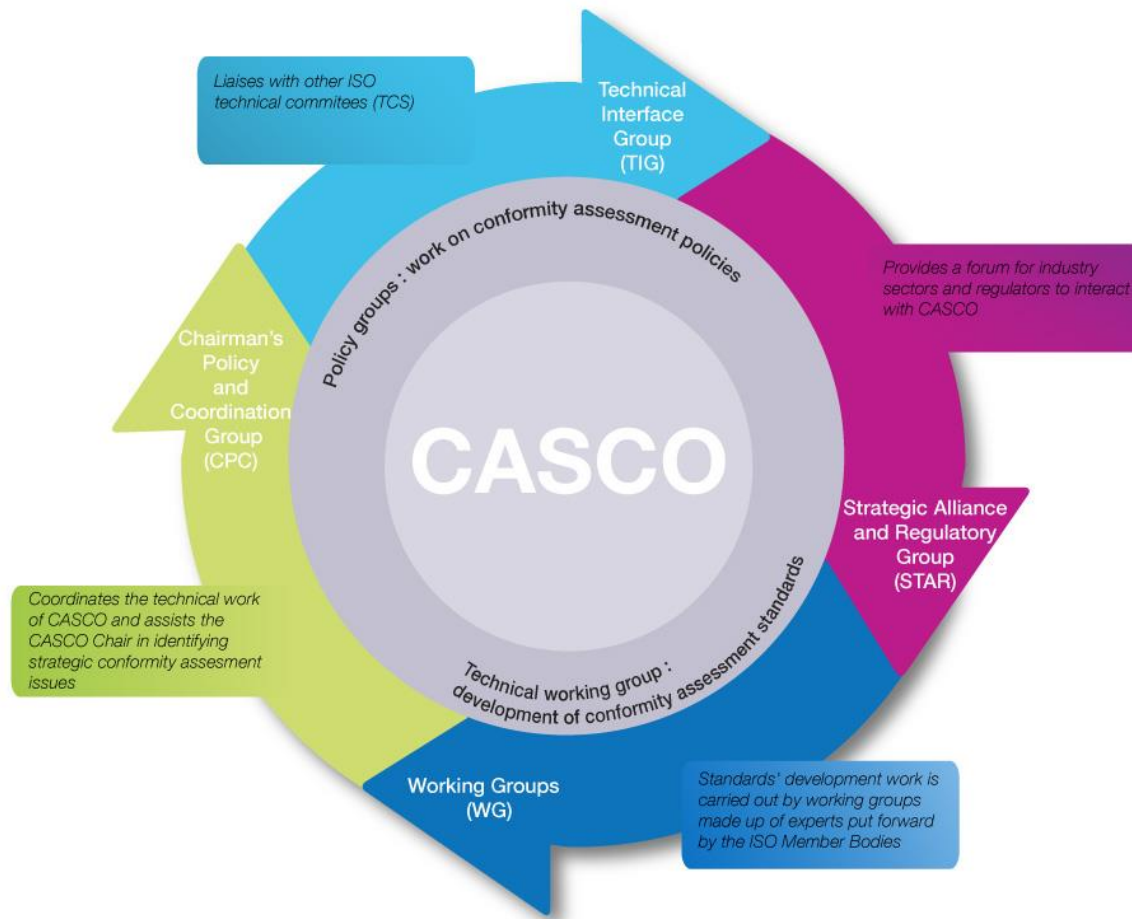 Liaises with other ISO
technical commitees (TCS)
Technical
Interface
Group
(TIG)
Policy groups : work on conformity assessment policies
Provides a forum for industry
sectors and regulators to interact
with CASCO
Chairman's
Policy
and
Coordination
Group
(CPC)
CASCO
Strategic Alliance
and Regulatory
Group
(STAR)
Coordinates the technical work
of CASCO and assists the
CASCO Chair in identifying
strategic conformity assesment
issues
Technical working group :
development of conformity assessment standards
Working Groups
(WG)
Standards' development work is
carried out by working groups
made up of experts put forward
by the ISO Member Bodies